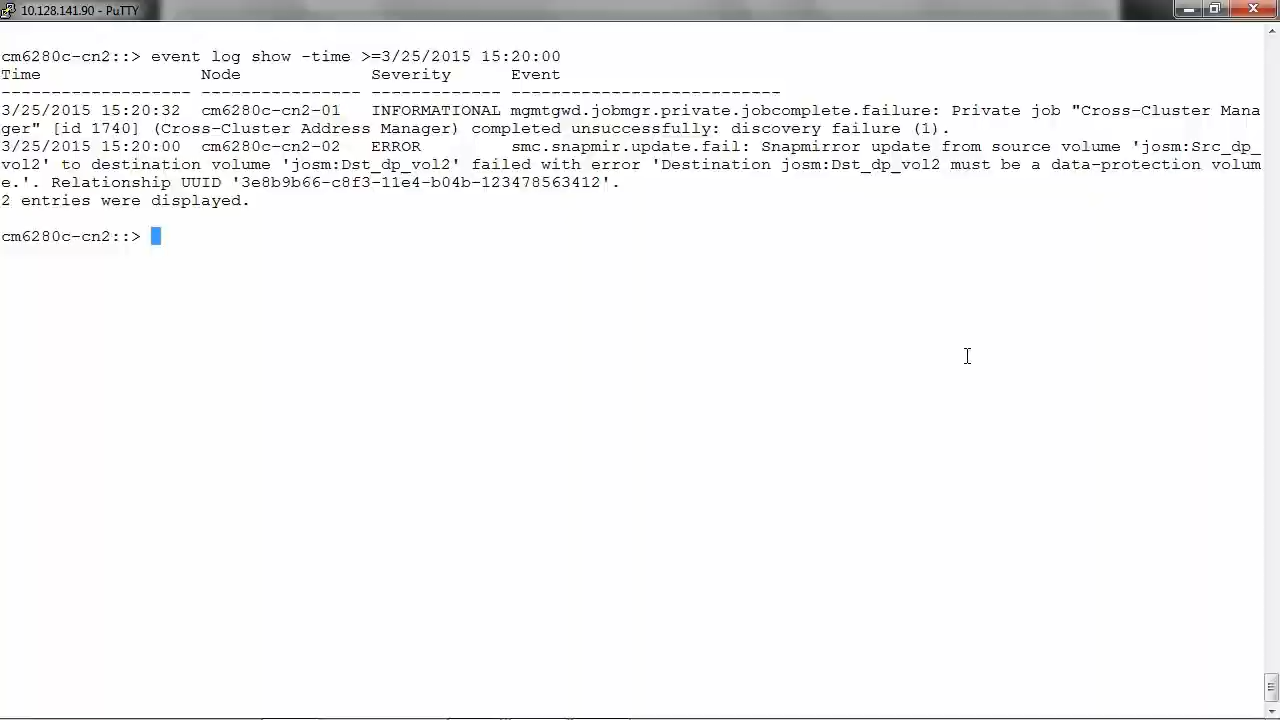 10.128.141.90 - PuTTY
cm6280c-cn2::> event log show -time >=3/25/2015 15:20:00
Time                Node             Severity      Event
------------------- ---------------- ------------- ---------------------------
3/25/2015 15:20:32  cm6280c-cn2-01   INFORMATIONAL mgmtgwd.jobmgr.private.jobcomplete.failure: Private job "Cross-Cluster Mana
ger" [id 1740] (Cross-Cluster Address Manager) completed unsuccessfully: discovery failure (1).
3/25/2015 15:20:00  cm6280c-cn2-02   ERROR         smc.snapmir.update.fail: Snapmirror update from source volume 'josm:Src_dp_
vol2' to destination volume 'josm:Dst_dp_vol2' failed with error 'Destination josm:Dst_dp_vol2 must be a data-protection volum
e.'. Relationship UUID '3e8b9b66-c8f3-11e4-b04b-123478563412'.
2 entries were displayed.
cm6280c-cn2::>